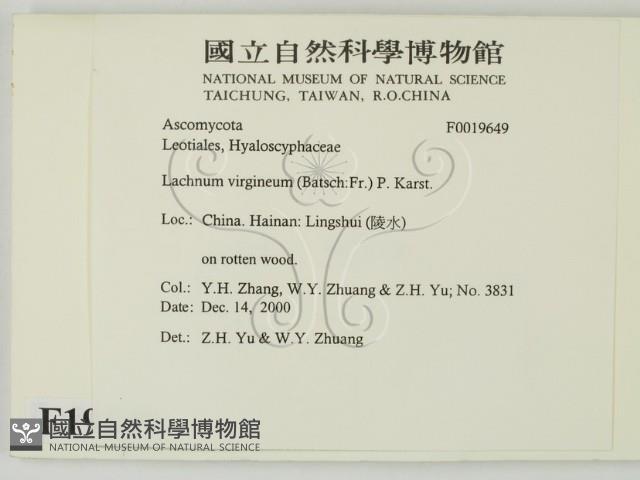 國立自然科學博物館
NATIONAL MUSEUM OF NATURAL SCIENCE
TAICHUNG, TAIWAN, R.O.CHINA
Ascomycota F0019649
Leotiales, Hyaloscyphaceae
Lachnum virgineum (Batsch:Fr.) P. Karst.
Loc.: China. Hainan: Lingshui (陵水)
on rotten wood.
Col.: Y.H. Zhang, W.Y. Zhuang & Z.H. Yu; No. 3831
Date: Dec. 14, 2000
Det.: Z.H. Yu & W.Y. Zhuang
國立自然科學博物館
NATIONAL MUSEUM OF NATURAL SCIENCE